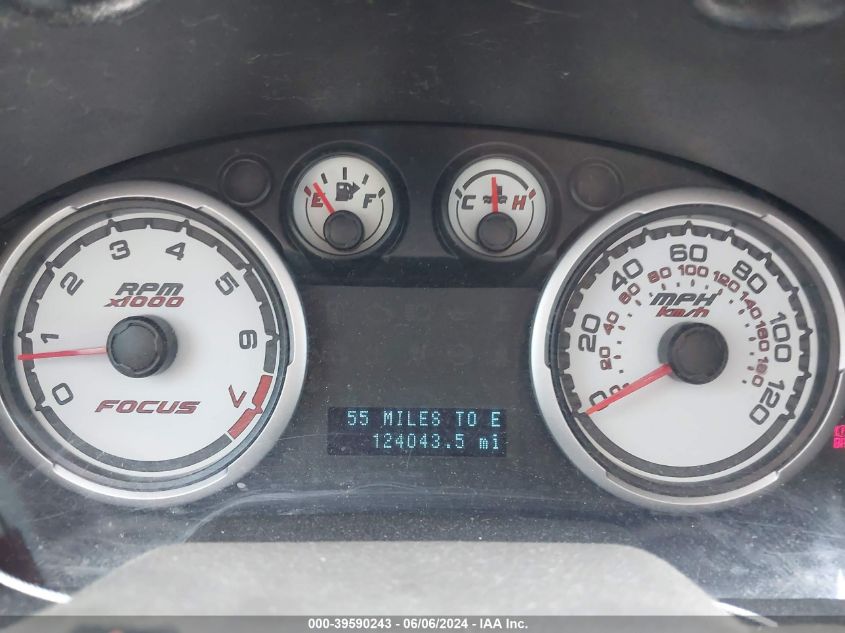 E F
C H
0 1 2 3 4 5 6 7
RPM
x1000
FOCUS
0 20 40 60 80 100 120
20 40 60 80 100 120 140 160 180
MPH
km/h
55 MILES TO E
124043.5 mi
000-39590243 | 06/06/2024 - IAA Inc.